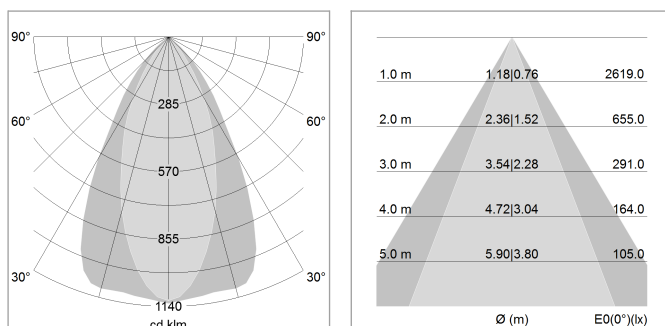 90° 90°
285
60° 60°
570
855
30° 30°
1140
cd klm
1.0 m 1.18|0.76 2619.0
2.0 m 2.36|1.52 655.0
3.0 m 3.54|2.28 291.0
4.0 m 4.72|3.04 164.0
5.0 m 5.90|3.80 105.0
Ø (m) E0(0°)(lx)